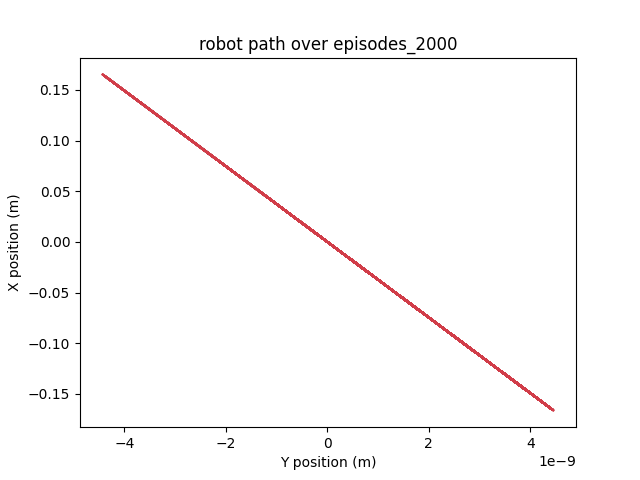 robot path over episodes_2000
0.15
0.10
0.05
0.00
−0.05
−0.10
−0.15
X position (m)
−4 −2 0 2 4
1e−9
Y position (m)